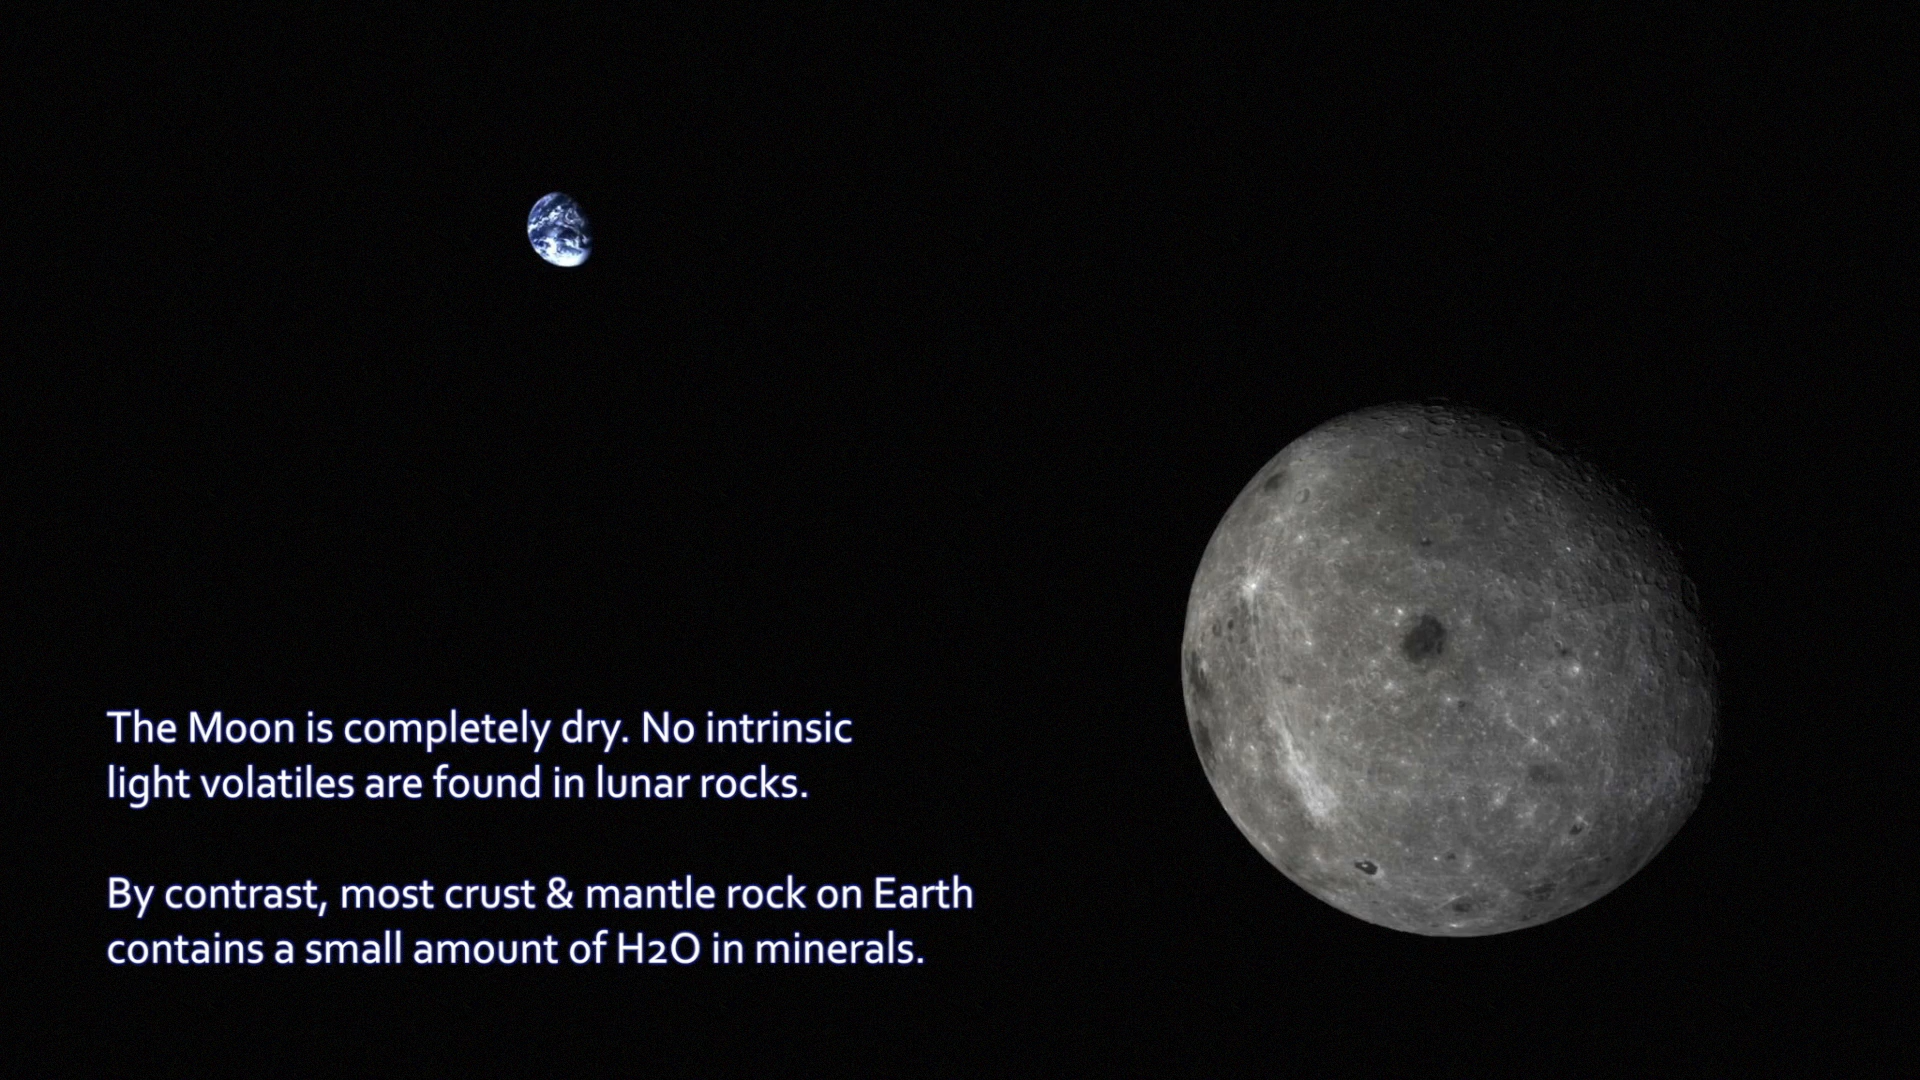 The Moon is completely dry. No intrinsic
light volatiles are found in lunar rocks.
By contrast, most crust & mantle rock on Earth
contains a small amount of H2O in minerals.